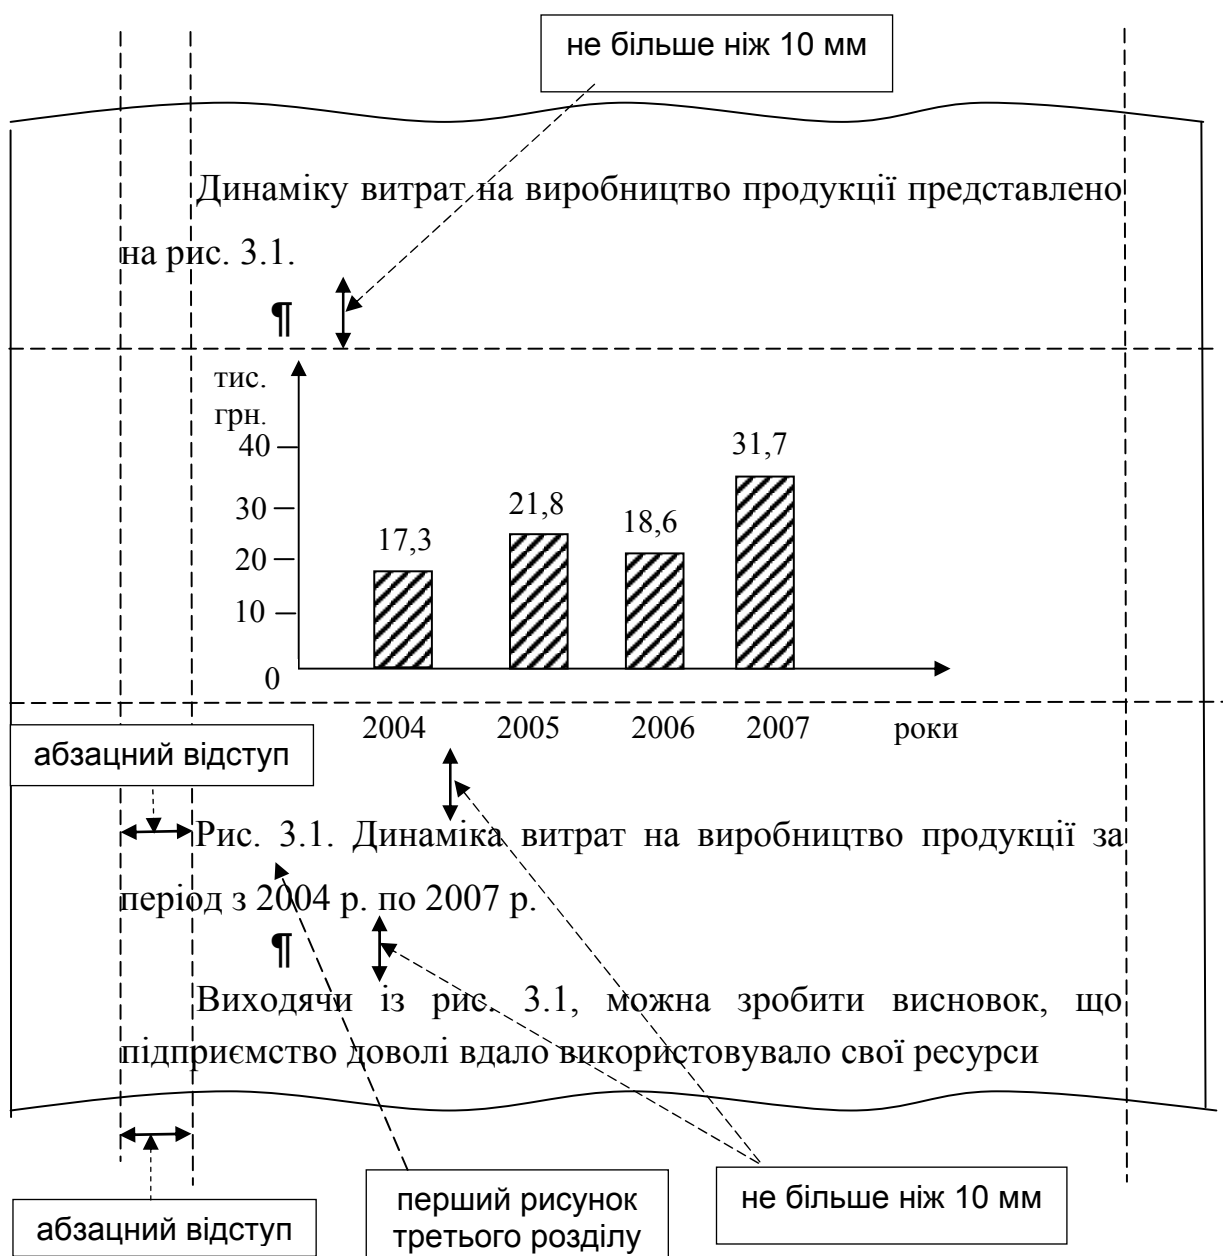 не більше ніж 10 мм
Динаміку витрат на виробництво продукції представлено
на рис. 3.1.
¶
тис.
грн.
40
30
20
10
0
17,3
21,8
18,6
31,7
2004 2005 2006 2007 роки
абзацний відступ
Рис. 3.1. Динаміка витрат на виробництво продукції за
період з 2004 р. по 2007 р.
¶
Виходячи із рис. 3.1, можна зробити висновок, що
підприємство доволі вдало використовувало свої ресурси
абзацний відступ
перший рисунок
третього розділу
не більше ніж 10 мм